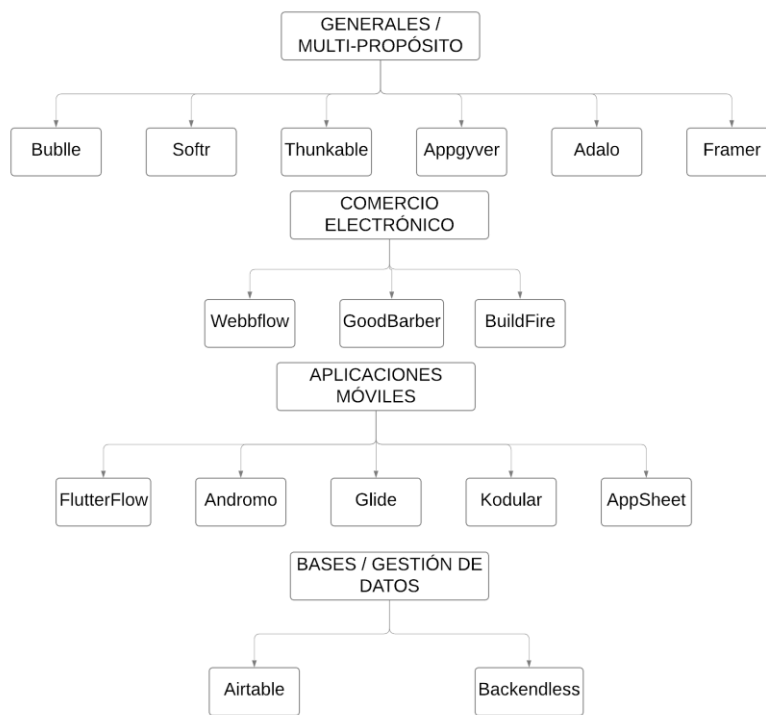 GENERALES /
MULTI-PROPÓSITO
Publle
Softr
Thunkable
Appgyver
Adalo
Framer
COMERCIO
ELECTRÓNICO
Webbflow
GoodBarber
BuildFire
APLICACIONES
MÓVILES
FlutterFlow
Andromo
Glide
Kodular
AppSheet
BASES / GESTIÓN DE
DATOS
Airtable
Backendless